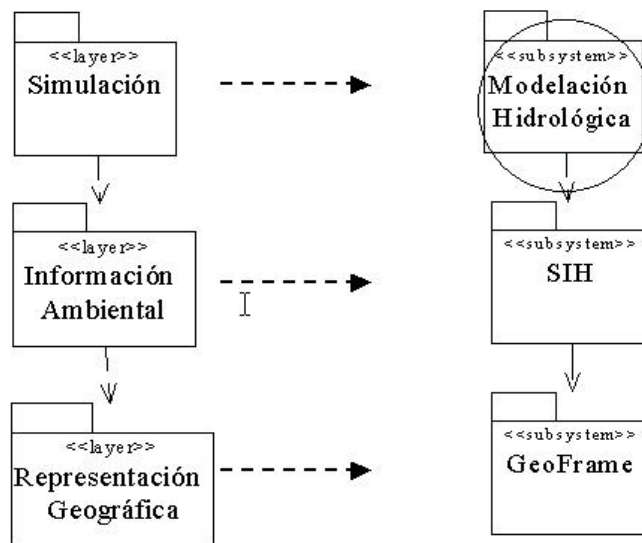 <<layer>>
Simulación
<<subsystem>>
Modelación
Hidrológica
<<layer>>
Información
Ambiental
<<subsystem>>
SIH
<<layer>>
Representación
Geográfica
<<subsystem>>
GeoFrame